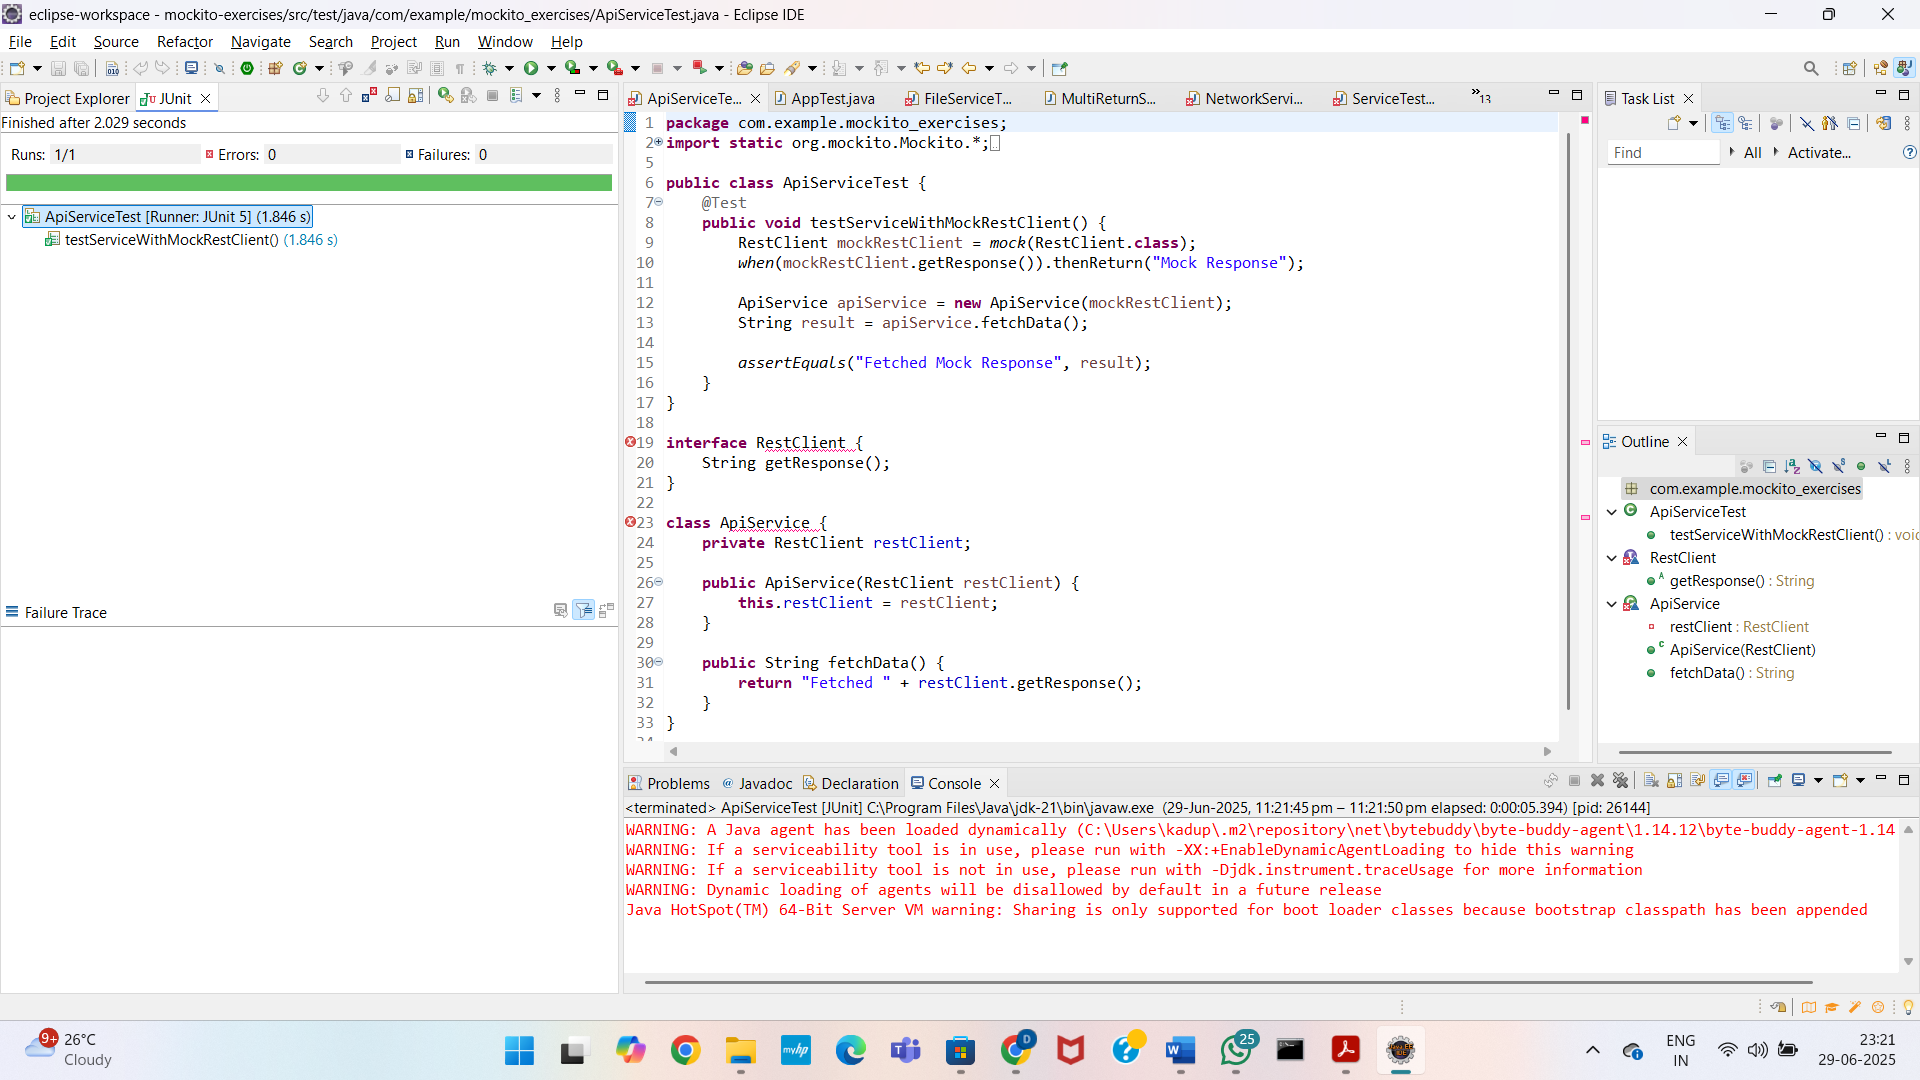 eclipse-workspace - mockito-exercises/src/test/java/com/example/mockito_exercises/ApiServiceTest.java - Eclipse IDE
File Edit Source Refactor Navigate Search Project Run Window Help
Project Explorer JUnit
Finished after 2.029 seconds
Runs: 1/1 Errors: 0 Failures: 0
ApiServiceTest [Runner: JUnit 5] (1.846 s)
testServiceWithMockRestClient() (1.846 s)
Failure Trace
ApiServiceTe... AppTest.java FileServiceT... MultiReturnS... NetworkServi... ServiceTest... »13
1 package com.example.mockito_exercises;
2 import static org.mockito.Mockito.*;
5
6 public class ApiServiceTest {
7 @Test
8 public void testServiceWithMockRestClient() {
9 RestClient mockRestClient = mock(RestClient.class);
10 when(mockRestClient.getResponse()).thenReturn("Mock Response");
11
12 ApiService apiService = new ApiService(mockRestClient);
13 String result = apiService.fetchData();
14
15 assertEquals("Fetched Mock Response", result);
16 }
17 }
18
19 interface RestClient {
20 String getResponse();
21 }
22
23 class ApiService {
24 private RestClient restClient;
25
26 public ApiService(RestClient restClient) {
27 this.restClient = restClient;
28 }
29
30 public String fetchData() {
31 return "Fetched " + restClient.getResponse();
32 }
33 }
Task List
Find All Activate...
Outline
com.example.mockito_exercises
ApiServiceTest
testServiceWithMockRestClient() : voi
RestClient
getResponse() : String
ApiService
restClient : RestClient
ApiService(RestClient)
fetchData() : String
Problems Javadoc Declaration Console
<terminated> ApiServiceTest [JUnit] C:\Program Files\Java\jdk-21\bin\javaw.exe (29-Jun-2025, 11:21:45 pm – 11:21:50 pm elapsed: 0:00:05.394) [pid: 26144]
WARNING: A Java agent has been loaded dynamically (C:\Users\kadup\.m2\repository\net\bytebuddy\byte-buddy-agent\1.14.12\byte-buddy-agent-1.14
WARNING: If a serviceability tool is in use, please run with -XX:+EnableDynamicAgentLoading to hide this warning
WARNING: If a serviceability tool is not in use, please run with -Djdk.instrument.traceUsage for more information
WARNING: Dynamic loading of agents will be disallowed by default in a future release
Java HotSpot(TM) 64-Bit Server VM warning: Sharing is only supported for boot loader classes because bootstrap classpath has been appended
9+
26°C
Cloudy
myhp
D
25
ENG
IN
23:21
29-06-2025